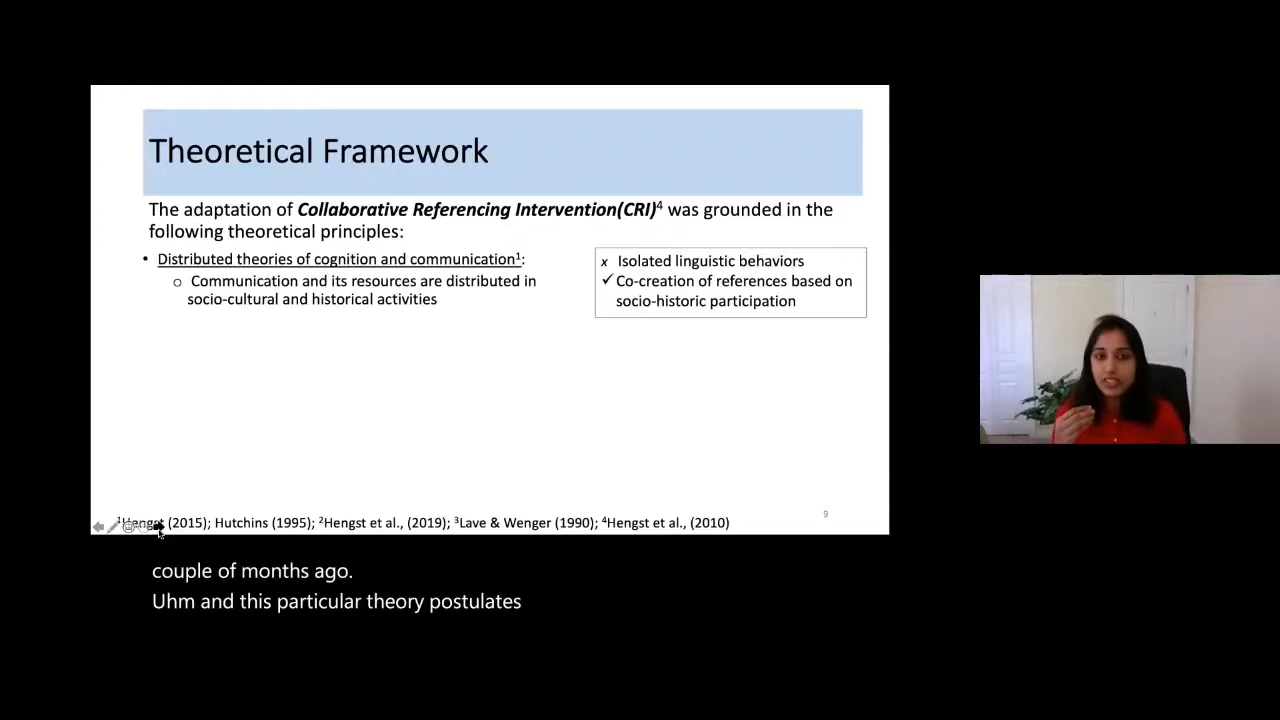 Theoretical Framework
The adaptation of Collaborative Referencing Intervention(CRI)⁴ was grounded in the
following theoretical principles:
• Distributed theories of cognition and communication¹:
o Communication and its resources are distributed in
socio-cultural and historical activities
x Isolated linguistic behaviors
✓ Co-creation of references based on
socio-historic participation
¹Hengst (2015); Hutchins (1995); ²Hengst et al., (2019); ³Lave & Wenger (1990); ⁴Hengst et al., (2010)
9
couple of months ago.
Uhm and this particular theory postulates